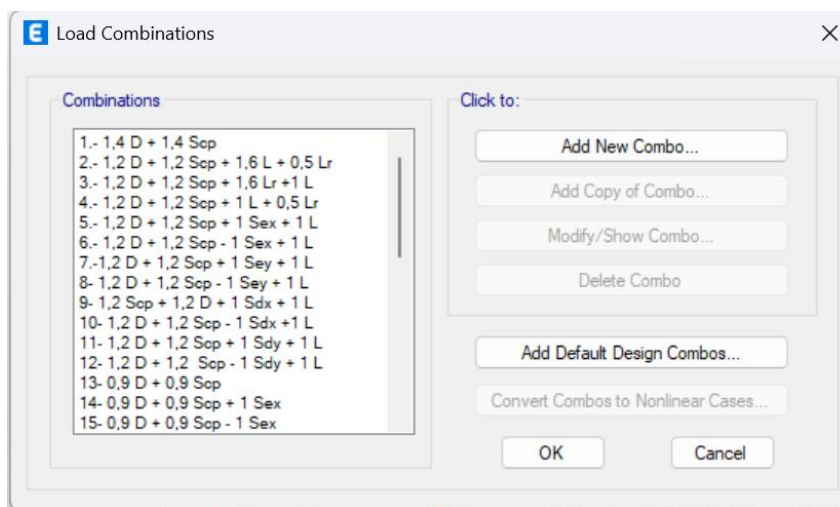 E Load Combinations
Combinations
1.- 1,4 D + 1,4 Scp
2.- 1,2 D + 1,2 Scp + 1,6 L + 0,5 Lr
3.- 1,2 D + 1,2 Scp + 1,6 Lr +1 L
4.- 1,2 D + 1,2 Scp + 1 L + 0,5 Lr
5.- 1,2 D + 1,2 Scp + 1 Sex + 1 L
6.- 1,2 D + 1,2 Scp - 1 Sex + 1 L
7.-1,2 D + 1,2 Scp + 1 Sey + 1 L
8- 1,2 D + 1,2 Scp - 1 Sey + 1 L
9- 1,2 Scp + 1,2 D + 1 Sdx + 1 L
10- 1,2 D + 1,2 Scp - 1 Sdx +1 L
11- 1,2 D + 1,2 Scp + 1 Sdy + 1 L
12- 1,2 D + 1,2  Scp - 1 Sdy + 1 L
13- 0,9 D + 0,9 Scp
14- 0,9 D + 0,9 Scp + 1 Sex
15- 0,9 D + 0,9 Scp - 1 Sex
Click to:
Add New Combo...
Add Copy of Combo...
Modify/Show Combo...
Delete Combo
Add Default Design Combos...
Convert Combos to Nonlinear Cases...
OK
Cancel